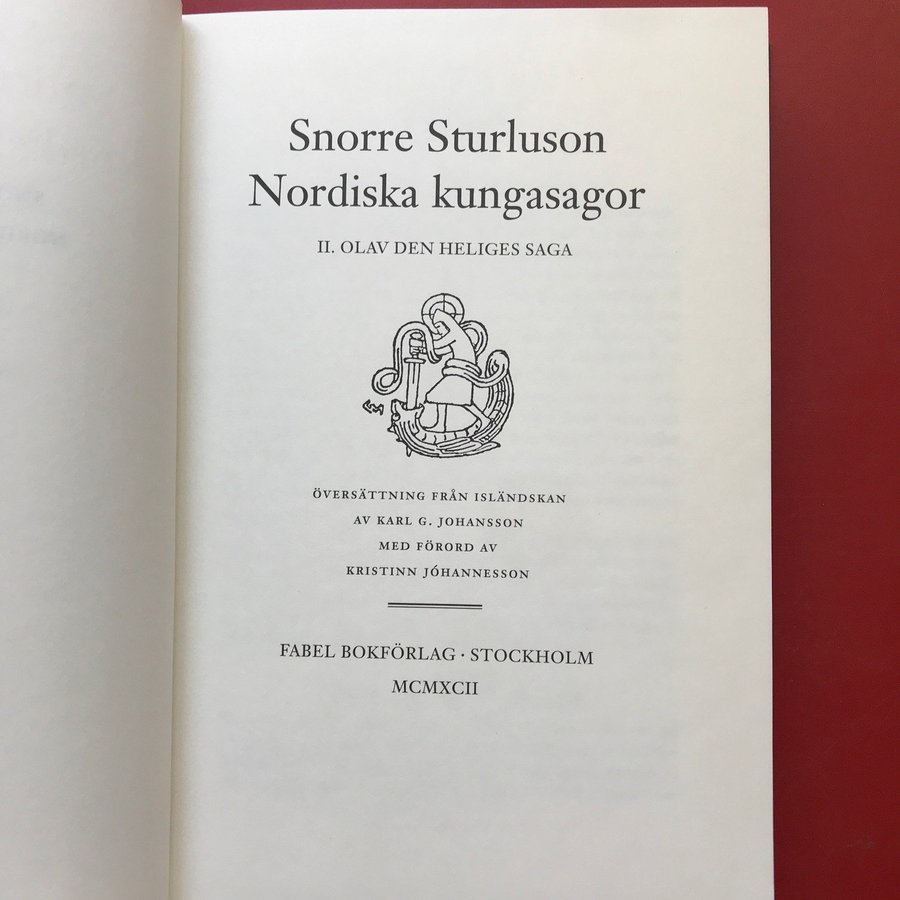 Snorre Sturluson
Nordiska kungasagor
II. OLAV DEN HELIGES SAGA
ÖVERSÄTTNING FRÅN ISLÄNDSKAN
AV KARL G. JOHANSSON
MED FÖRORD AV
KRISTINN JÓHANNESSON
FABEL BOKFÖRLAG · STOCKHOLM
MCMXCII